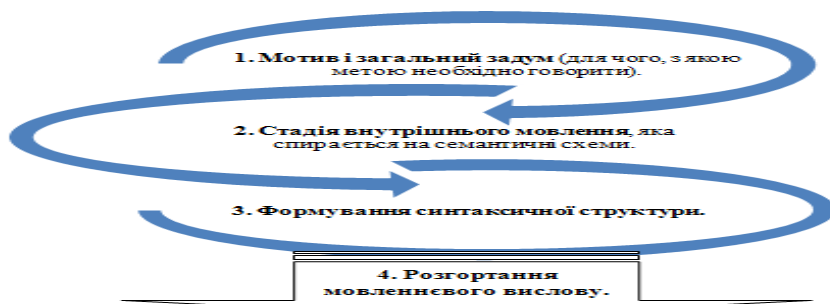 1. Мотив і загальний задум (для чого, з якою
метою необхідно говорити).
2. Стадія внутрішнього мовлення, яка
спирається на семантичні схеми.
3. Формування синтаксичної структури.
4. Розгортання
мовленнєвого вислову.